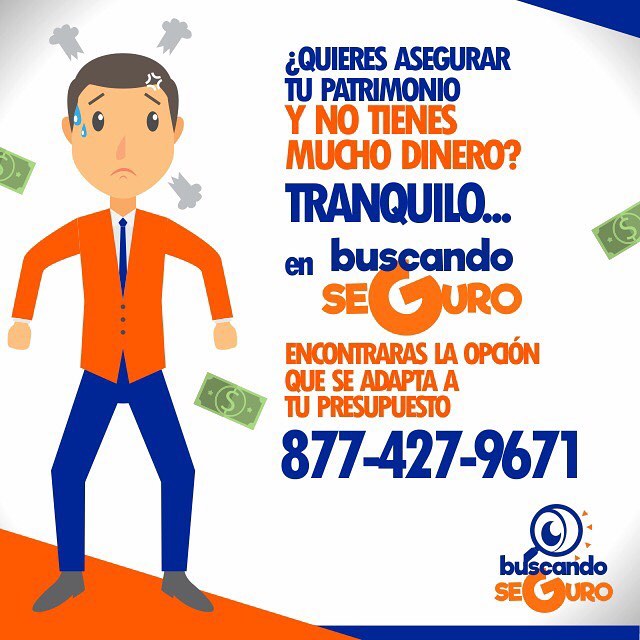 ¿QUIERES ASEGURAR
TU PATRIMONIO
Y NO TIENES
MUCHO DINERO?
TRANQUILO...
en buscando
SEGURO
ENCONTRARAS LA OPCIÓN
QUE SE ADAPTA A
TU PRESUPUESTO
877-427-9671
buscando
SEGURO